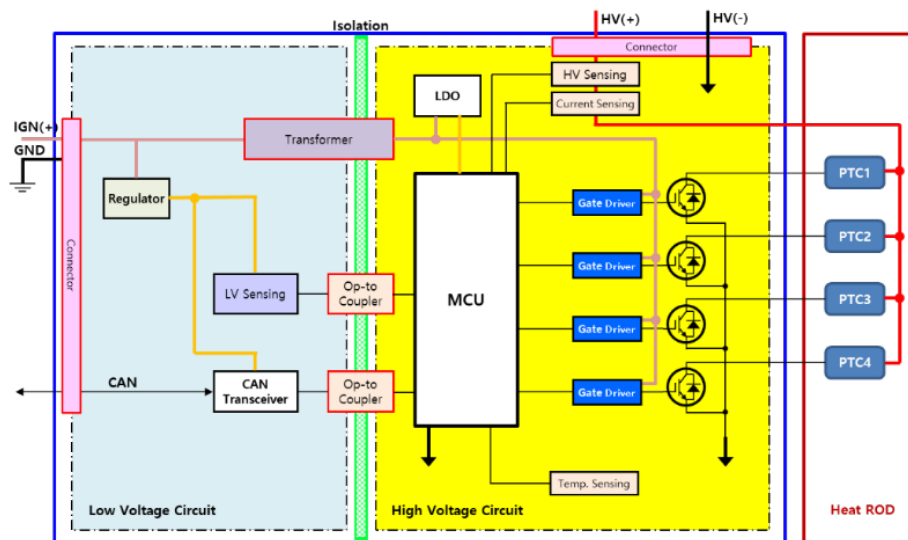 Isolation
HV(+)
HV(-)
Connector
HV Sensing
LDO
Current Sensing
IGN(+)
Transformer
GND
PTC1
Regulator
Gate Driver
PTC2
Connector
Gate Driver
LV Sensing
Op-to
Coupler
MCU
PTC3
Gate Driver
PTC4
CAN
CAN
Transceiver
Op-to
Coupler
Gate Driver
Temp. Sensing
Low Voltage Circuit
High Voltage Circuit
Heat ROD